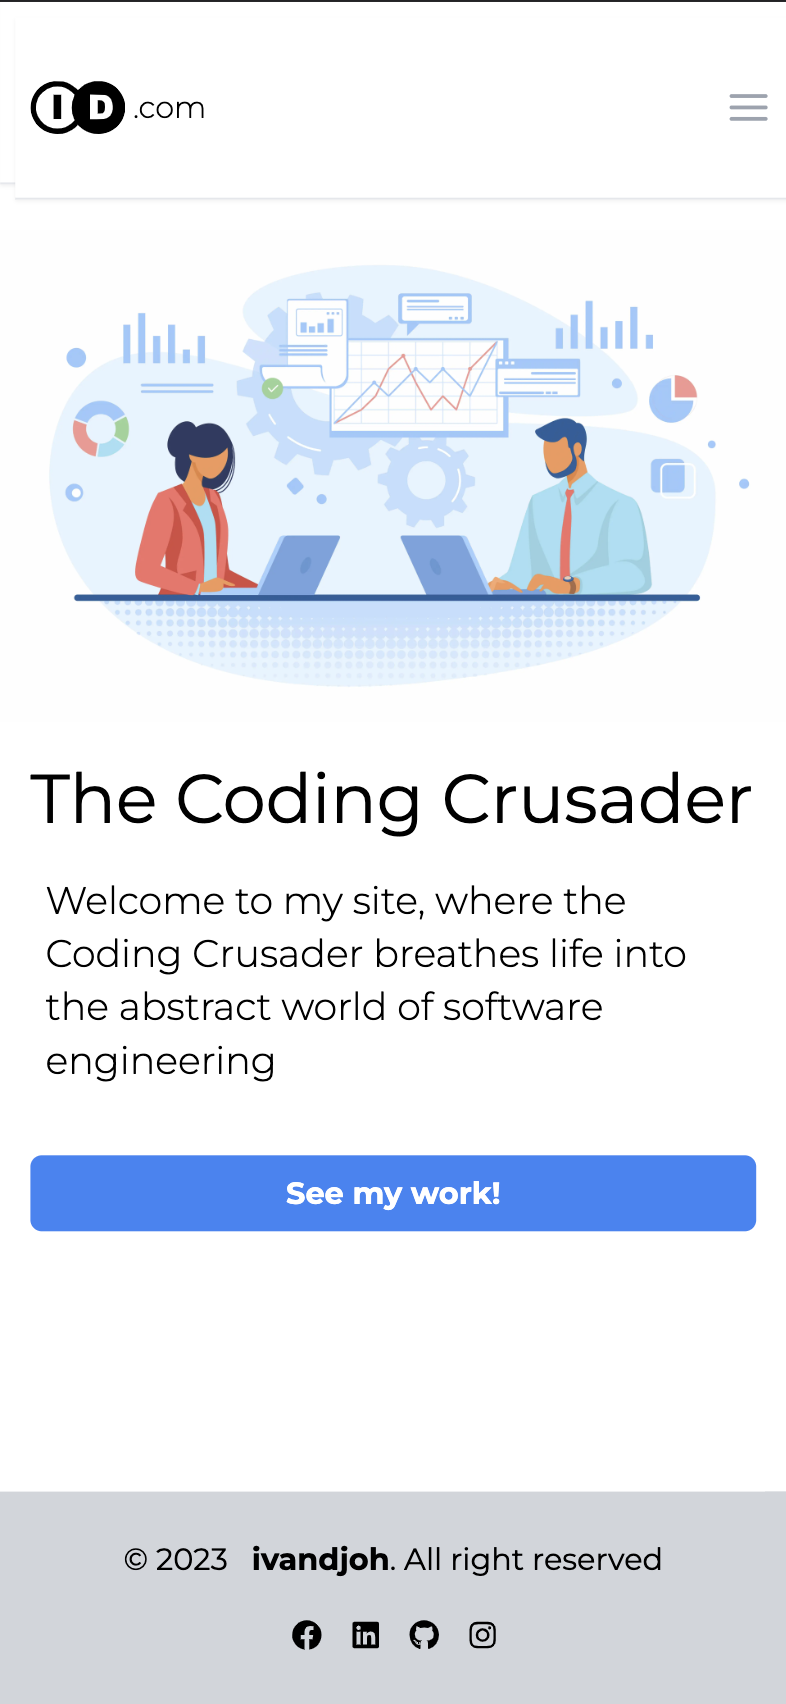 ID .com
The Coding Crusader
Welcome to my site, where the
Coding Crusader breathes life into
the abstract world of software
engineering
See my work!
© 2023 ivandjoh. All right reserved